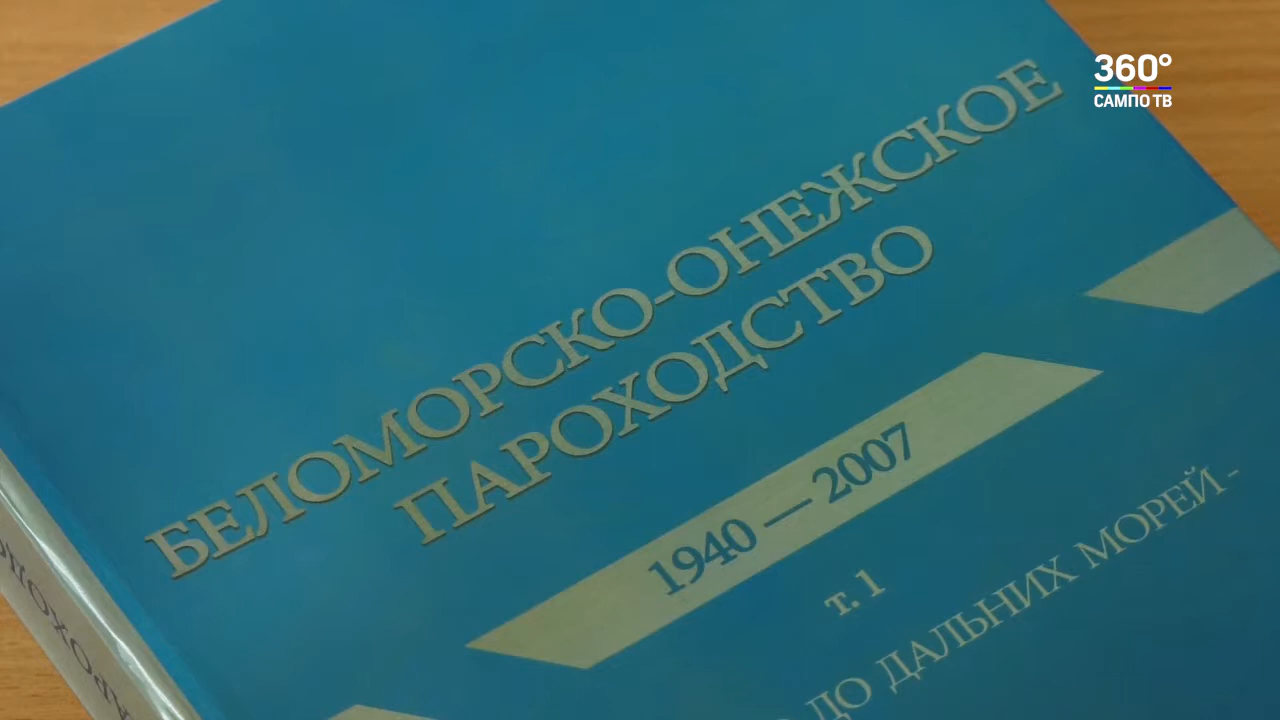 360°
САМПО ТВ
БЕЛОМОРСКО-ОНЕЖСКОЕ
ПАРОХОДСТВО
1940 — 2007
т. 1
ДО ДАЛЬНИХ МОРЕЙ -